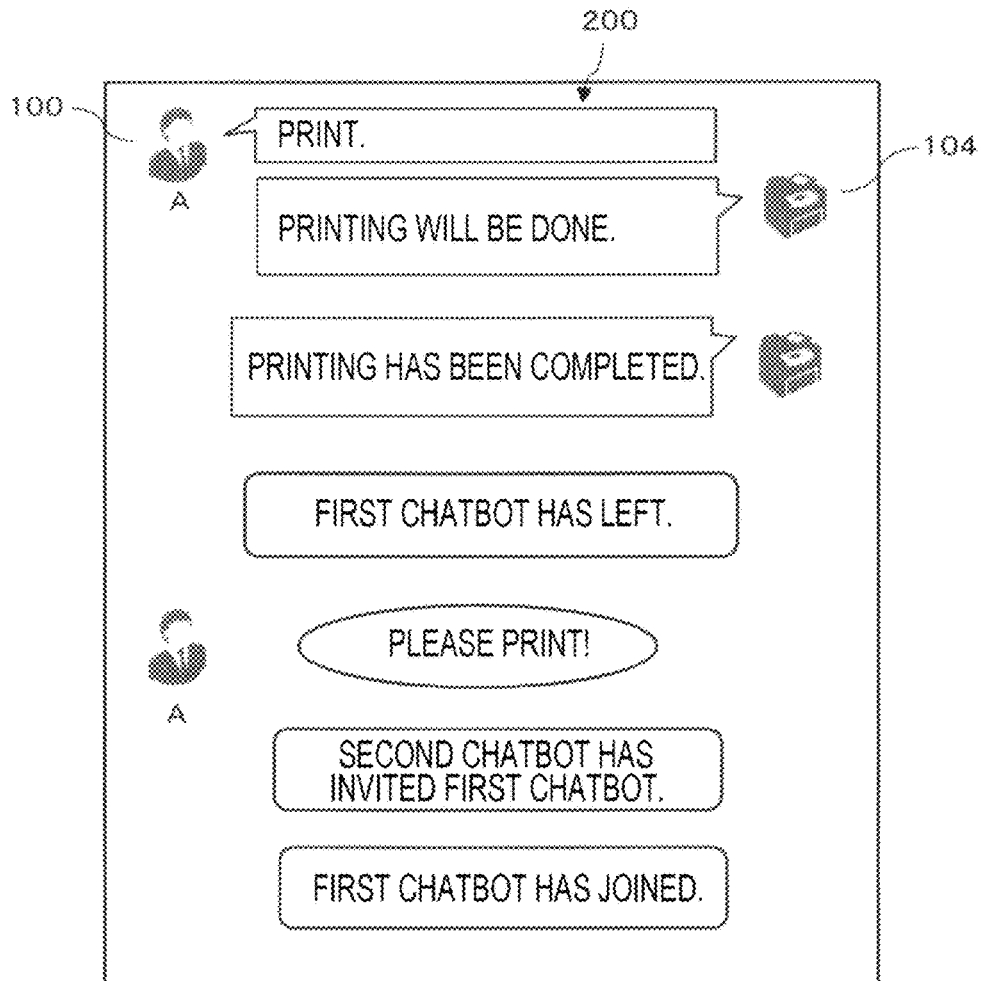 200
100
PRINT.
104
A
PRINTING WILL BE DONE.
PRINTING HAS BEEN COMPLETED.
FIRST CHATBOT HAS LEFT.
PLEASE PRINT!
A
SECOND CHATBOT HAS
INVITED FIRST CHATBOT.
FIRST CHATBOT HAS JOINED.